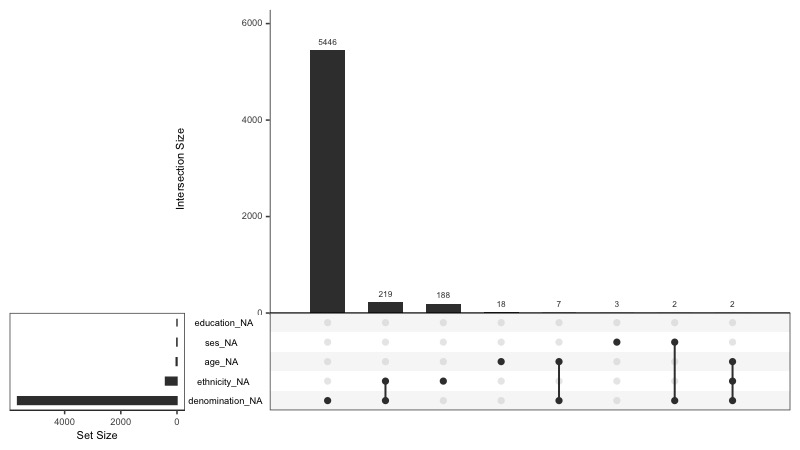 6000
5446
4000
Intersection Size
2000
219
188
18
7
3
2
2
0
education_NA
ses_NA
age_NA
ethnicity_NA
denomination_NA
4000
2000
0
Set Size